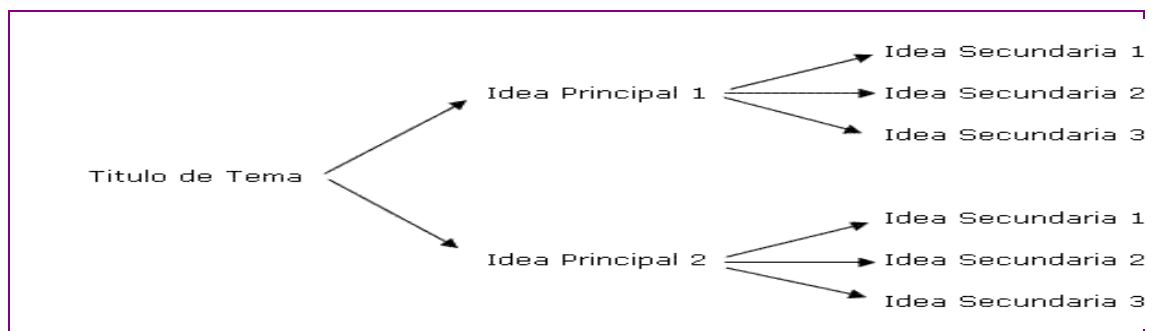 Idea Secundaria 1
Idea Principal 1
Idea Secundaria 2
Idea Secundaria 3
Titulo de Tema
Idea Secundaria 1
Idea Principal 2
Idea Secundaria 2
Idea Secundaria 3